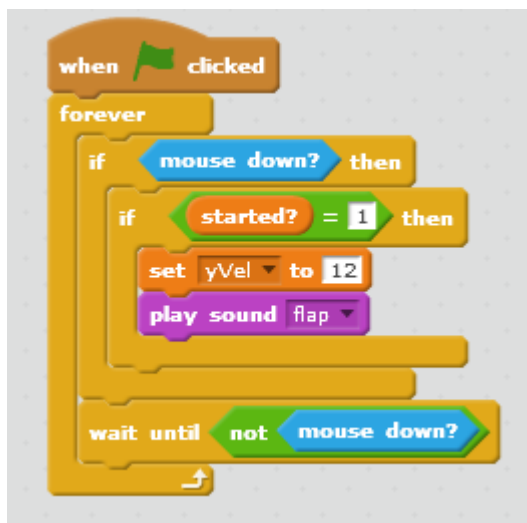 when clicked
forever
if mouse down? then
if started? = 1 then
set yVel to 12
play sound flap
wait until not mouse down?